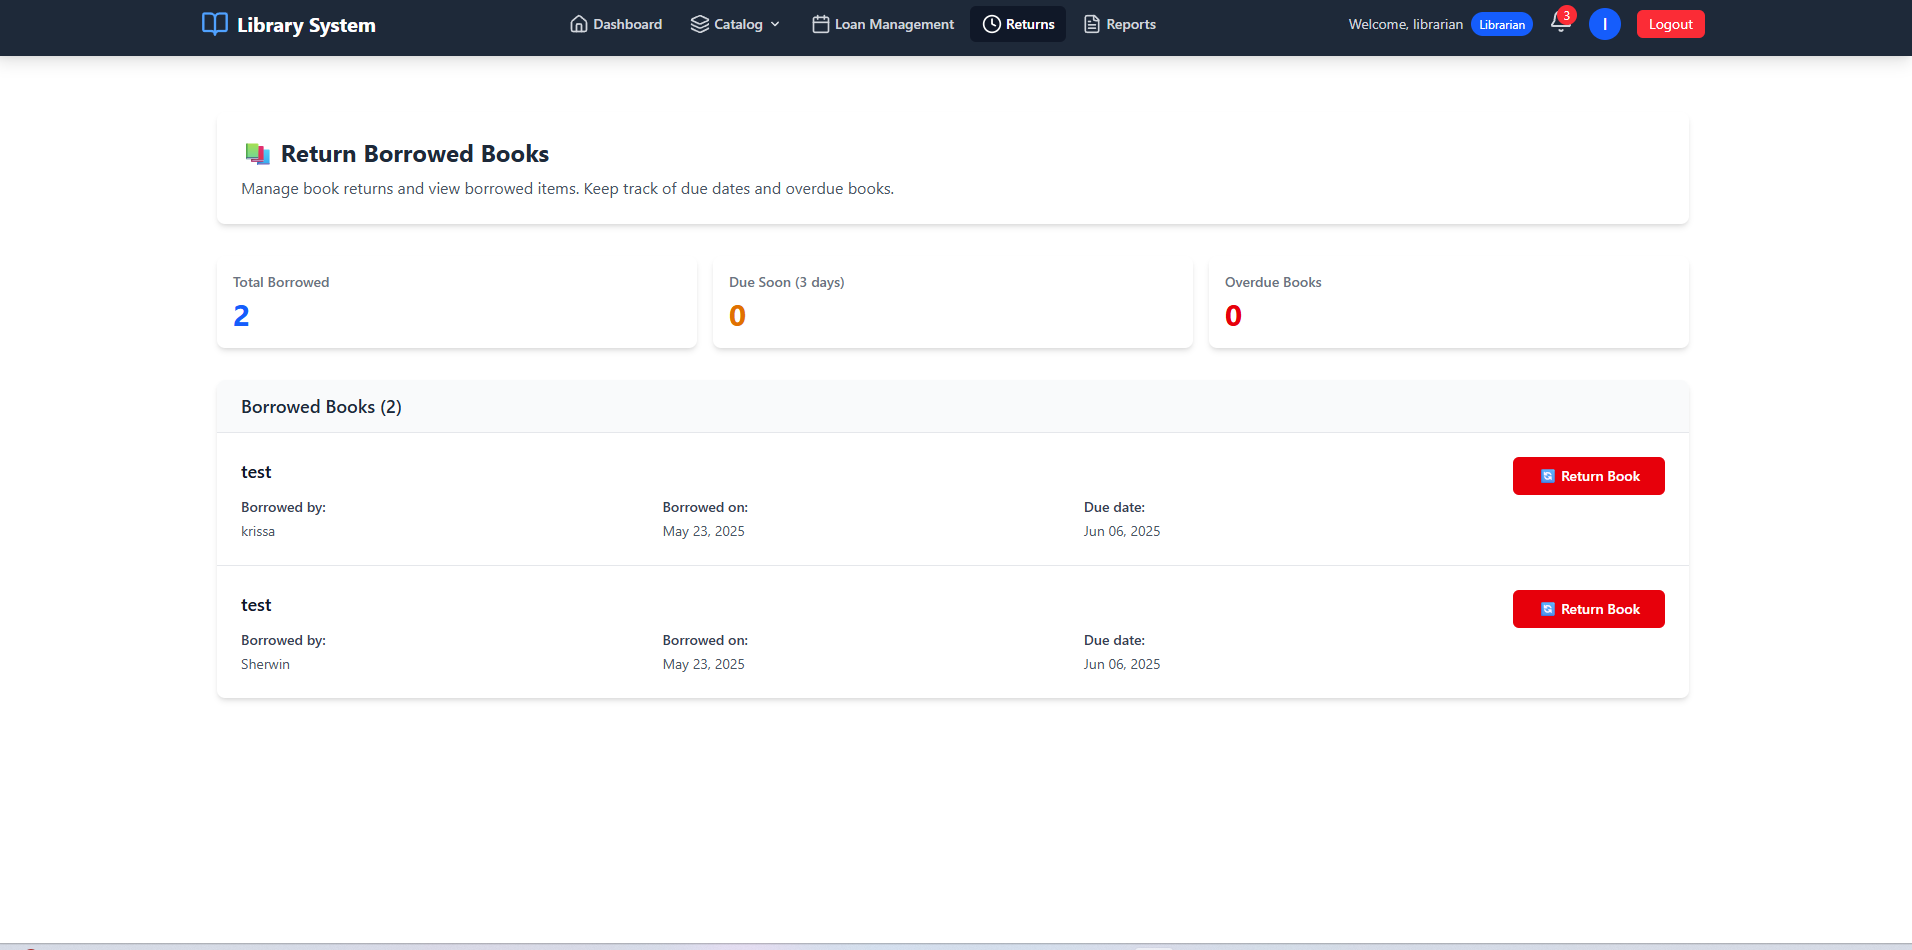 Library System
Dashboard
Catalog
Loan Management
Returns
Reports
Welcome, librarian
Librarian
3
l
Logout
Return Borrowed Books
Manage book returns and view borrowed items. Keep track of due dates and overdue books.
Total Borrowed
2
Due Soon (3 days)
0
Overdue Books
0
Borrowed Books (2)
test
Return Book
Borrowed by:
Borrowed on:
Due date:
krissa
May 23, 2025
Jun 06, 2025
test
Return Book
Borrowed by:
Borrowed on:
Due date:
Sherwin
May 23, 2025
Jun 06, 2025